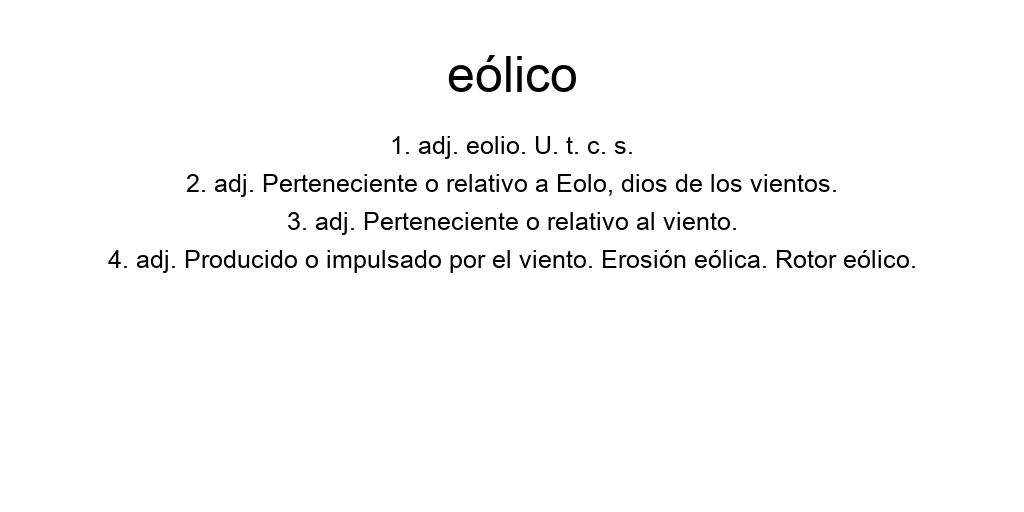 eólico
1. adj. eolio. U. t. c. s.
2. adj. Perteneciente o relativo a Eolo, dios de los vientos.
3. adj. Perteneciente o relativo al viento.
4. adj. Producido o impulsado por el viento. Erosión eólica. Rotor eólico.